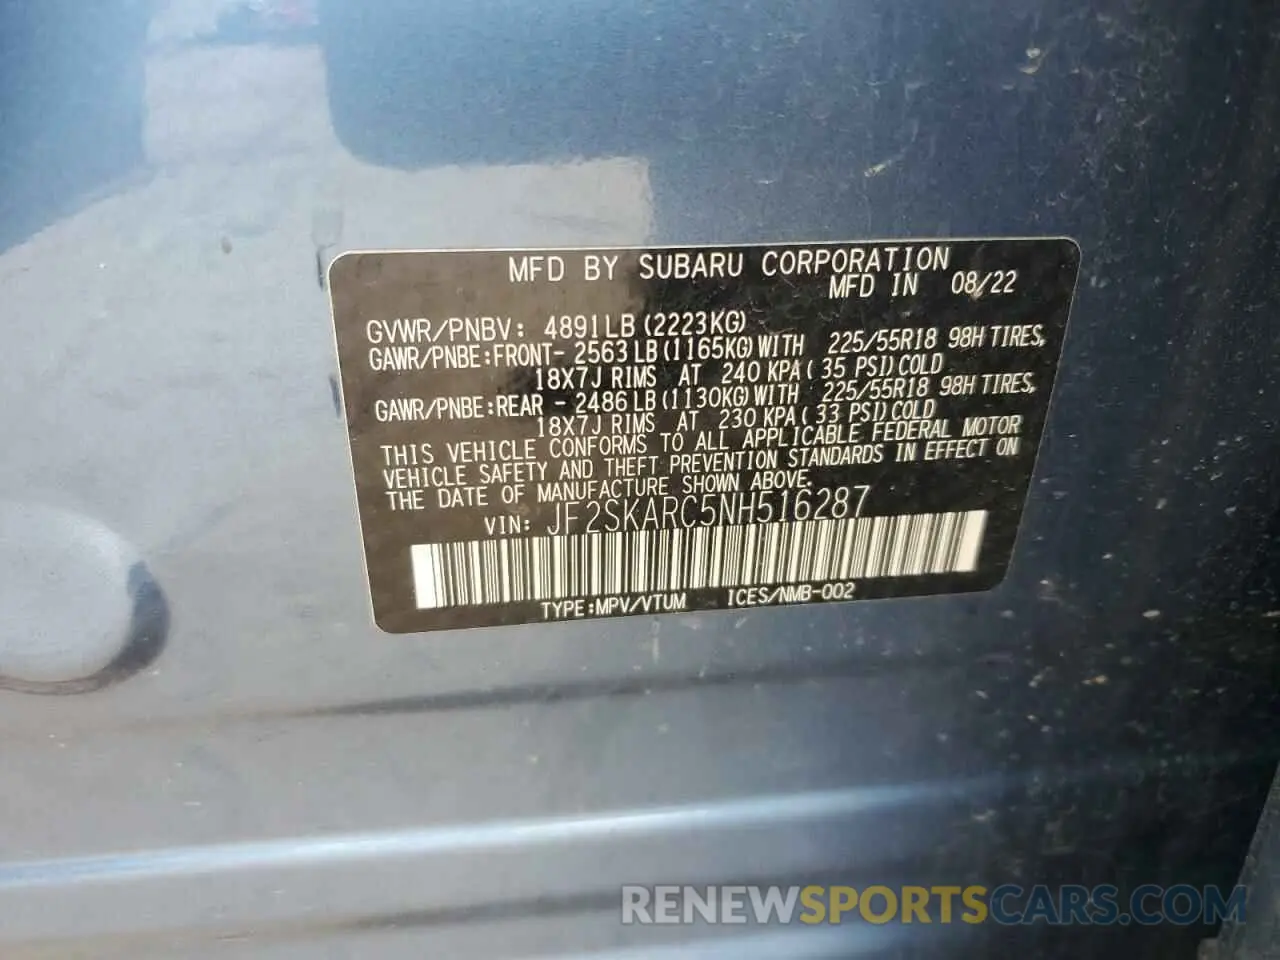 MFD BY SUBARU CORPORATION
MFD IN 08/22
GVWR/PNBV: 4891LB (2223KG)
GAWR/PNBE:FRONT- 2563 LB (1165KG) WITH 225/55R18 98H TIRES,
18X7J RIMS AT 240 KPA ( 35 PSI) COLD
GAWR/PNBE:REAR - 2486 LB (1130KG) WITH 225/55R18 98H TIRES,
18X7J RIMS AT 230 KPA ( 33 PSI) COLD
THIS VEHICLE CONFORMS TO ALL APPLICABLE FEDERAL MOTOR
VEHICLE SAFETY AND THEFT PREVENTION STANDARDS IN EFFECT ON
THE DATE OF MANUFACTURE SHOWN ABOVE.
VIN: JF2SKARC5NH516287
TYPE:MPV/VTUM ICES/NMB-002
RENEWSPORTSCARS.COM